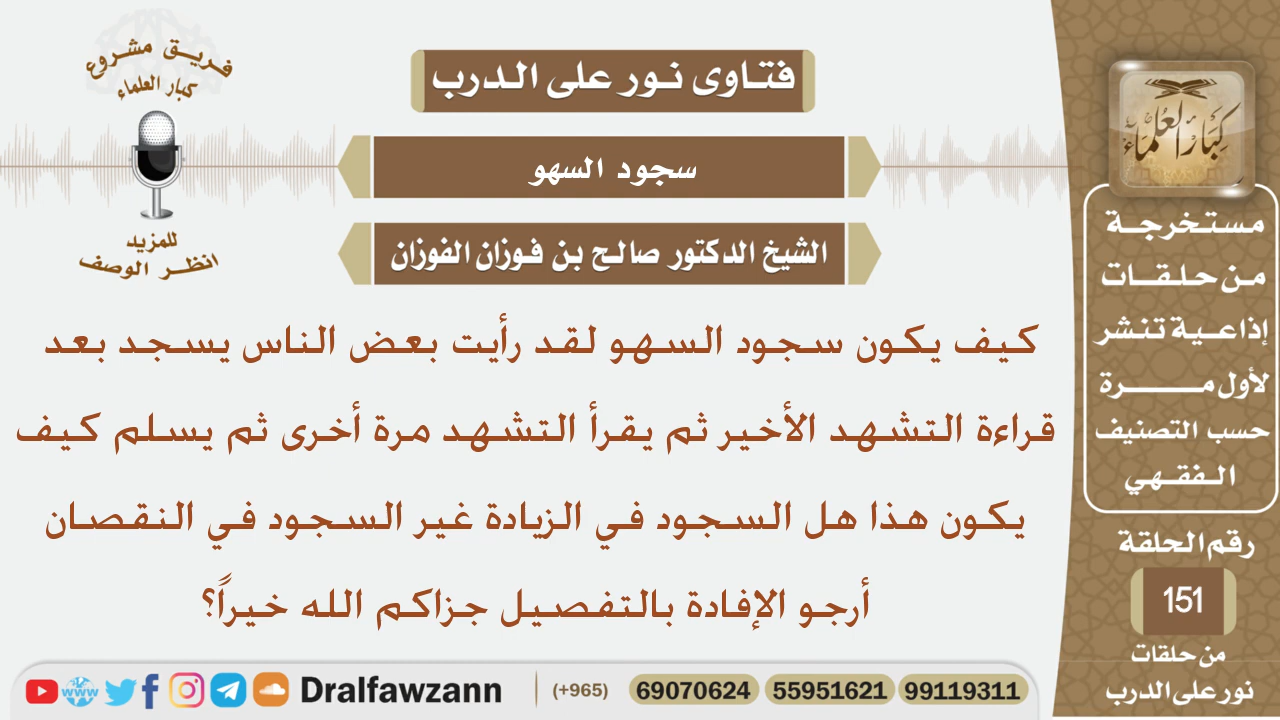 فريق مشروع
كبار العلماء
للمزيد
انظر الوصف
فتاوى نور على الدرب
سجود السهو
الشيخ الدكتور صالح بن فوزان الفوزان
كيف يكون سجود السهو لقد رأيت بعض الناس يسجد بعد
قراءة التشهد الأخير ثم يقرأ التشهد مرة أخرى ثم يسلم كيف
يكون هذا هل السجود في الزيادة غير السجود في النقصان
أرجو الإفادة بالتفصيل جزاكم الله خيراً؟
كبار العلماء
مستخرجة
من حلقات
إذاعية تنشر
لأول مرة
حسب التصنيف
الفقهي
رقم الحلقة
151
من حلقات
نور على الدرب
www Dralfawzann (+965) 69070624 55951621 99119311